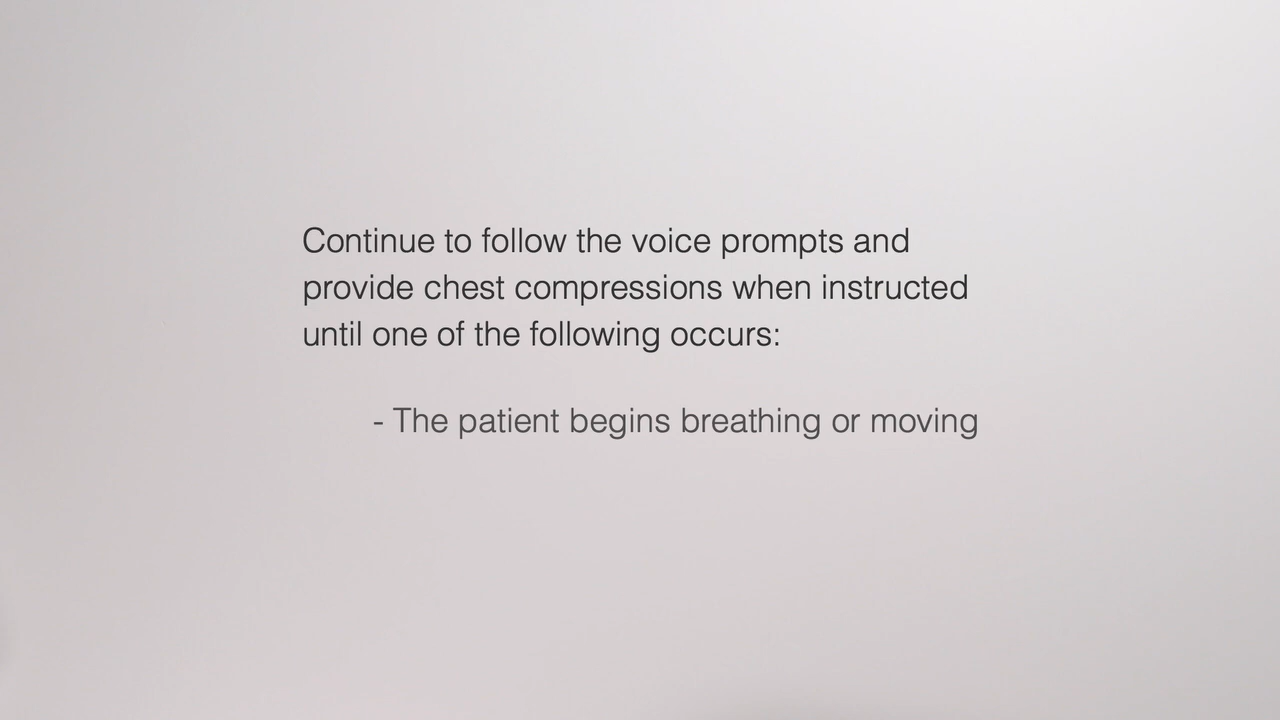 Continue to follow the voice prompts and
provide chest compressions when instructed
until one of the following occurs:
- The patient begins breathing or moving